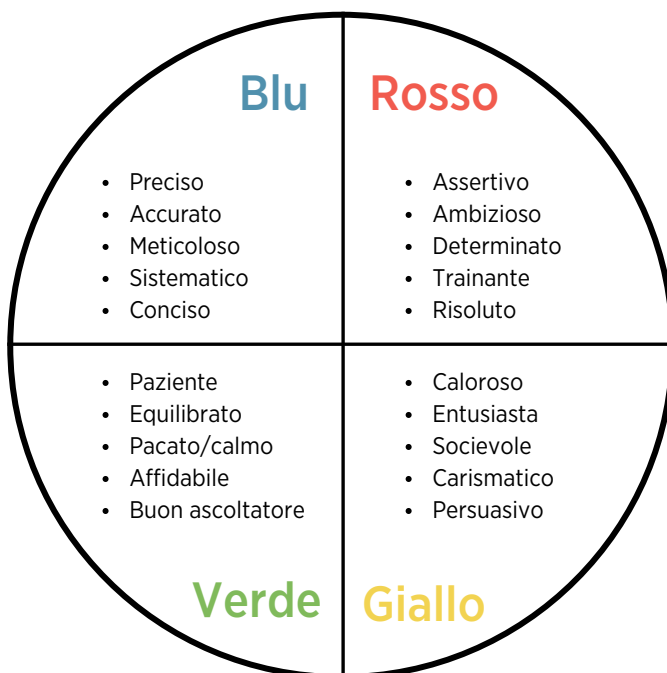 Blu
• Preciso
• Accurato
• Meticoloso
• Sistematico
• Conciso
Rosso
• Assertivo
• Ambizioso
• Determinato
• Trainante
• Risoluto
• Paziente
• Equilibrato
• Pacato/calmo
• Affidabile
• Buon ascoltatore
Verde
• Caloroso
• Entusiasta
• Socievole
• Carismatico
• Persuasivo
Giallo